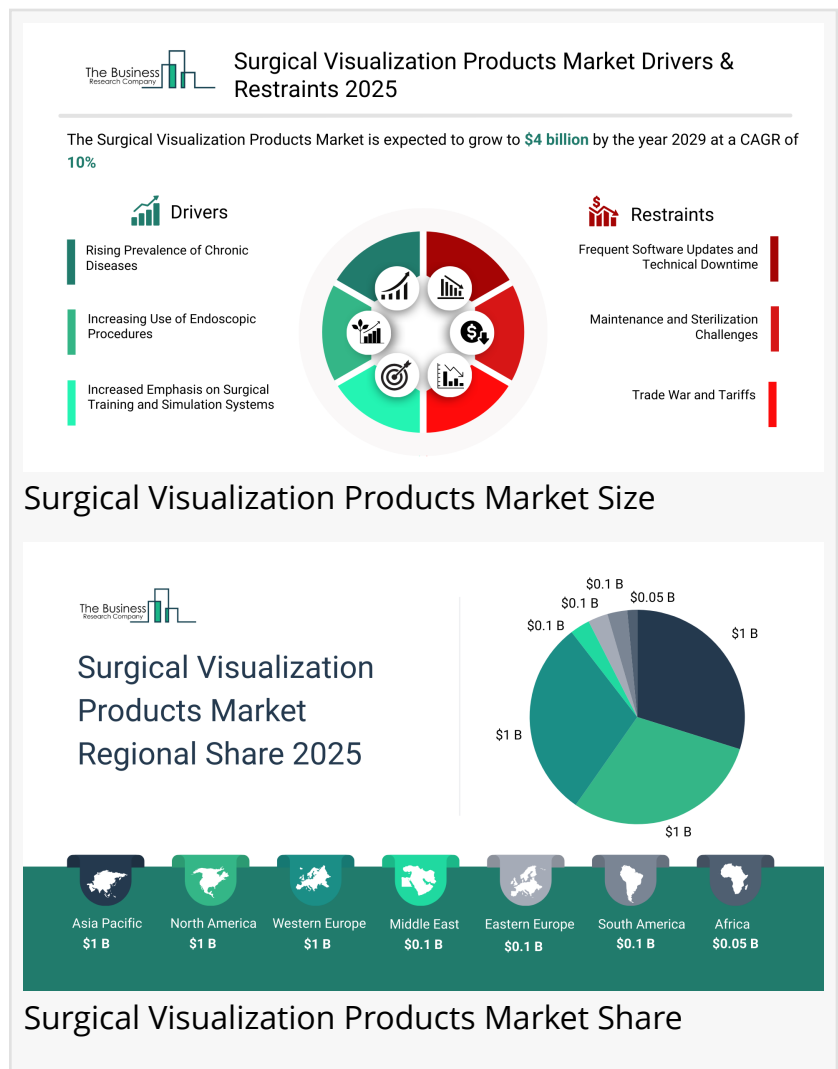 The Business
Research Company
Surgical Visualization Products Market Drivers &
Restraints 2025
The Surgical Visualization Products Market is expected to grow to $4 billion by the year 2029 at a CAGR of
10%
Drivers
Rising Prevalence of Chronic
Diseases
Increasing Use of Endoscopic
Procedures
Increased Emphasis on Surgical
Training and Simulation Systems
$
$
Restraints
Frequent Software Updates and
Technical Downtime
Maintenance and Sterilization
Challenges
Trade War and Tariffs
Surgical Visualization Products Market Size
The Business
Research Company
Surgical Visualization
Products Market
Regional Share 2025
$0.1 B
$0.05 B
$0.1 B
$0.1 B
$1 B
$1 B
$1 B
Asia Pacific
$1 B
North America
$1 B
Western Europe
$1 B
Middle East
$0.1 B
Eastern Europe
$0.1 B
South America
$0.1 B
Africa
$0.05 B
Surgical Visualization Products Market Share